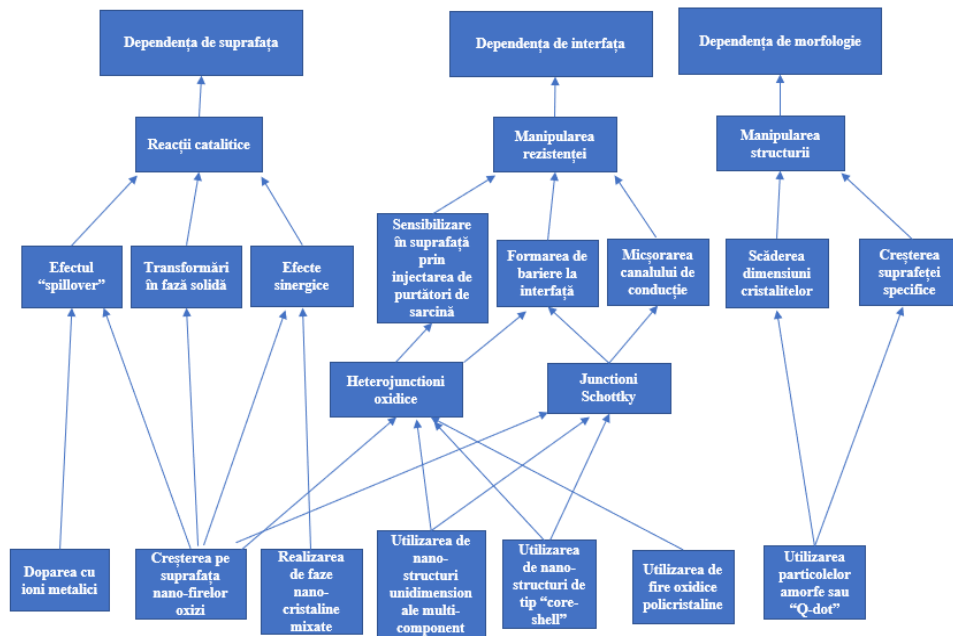 Dependența de suprafața
Dependența de interfața
Dependența de morfologie
Reacții catalitice
Manipularea
rezistenței
Manipularea
structurii
Efectul
“spillover”
Transformări
în fază solidă
Efecte
sinergice
Sensibilizare
în suprafață
prin
injectarea de
purtători de
sarcină
Formarea de
bariere la
interfață
Micșorarea
canalului de
conducție
Scăderea
dimensiuni
cristalitelor
Creșterea
suprafeței
specifice
Heterojunctioni
oxidice
Junctioni
Schottky
Doparea cu
ioni metalici
Creșterea pe
suprafața
nano-firelor
oxizi
Realizarea
de faze
nano-
cristaline
mixate
Utilizarea de
nano-
structuri
unidimension
ale multi-
component
Utilizarea
de nano-
structuri de
tip “core-
shell”
Utilizarea de
fire oxidice
policristaline
Utilizarea
particolelor
amorfe sau
“Q-dot”